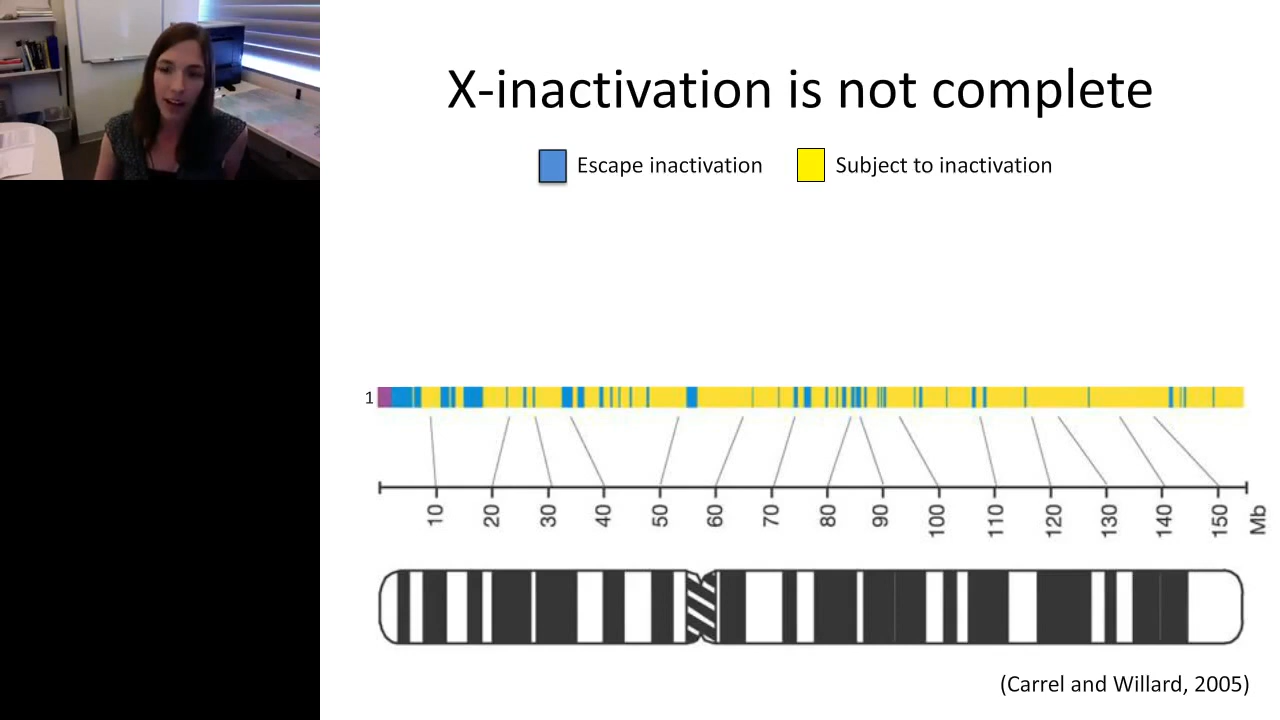 X-inactivation is not complete
Escape inactivation Subject to inactivation
1
10 20 30 40 50 60 70 80 90 100 110 120 130 140 150 Mb
(Carrel and Willard, 2005)